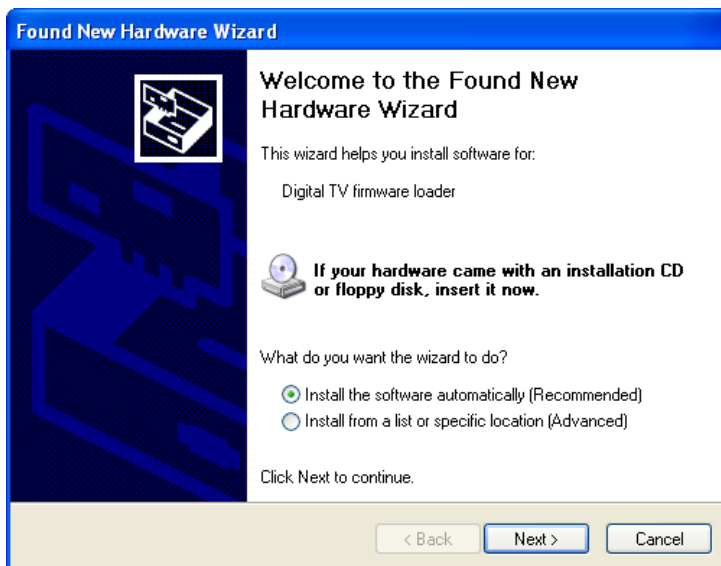 Found New Hardware Wizard
Welcome to the Found New
Hardware Wizard
This wizard helps you install software for:
Digital TV firmware loader
If your hardware came with an installation CD
or floppy disk, insert it now.
What do you want the wizard to do?
Install the software automatically (Recommended)
Install from a list or specific location (Advanced)
Click Next to continue.
< Back Next > Cancel